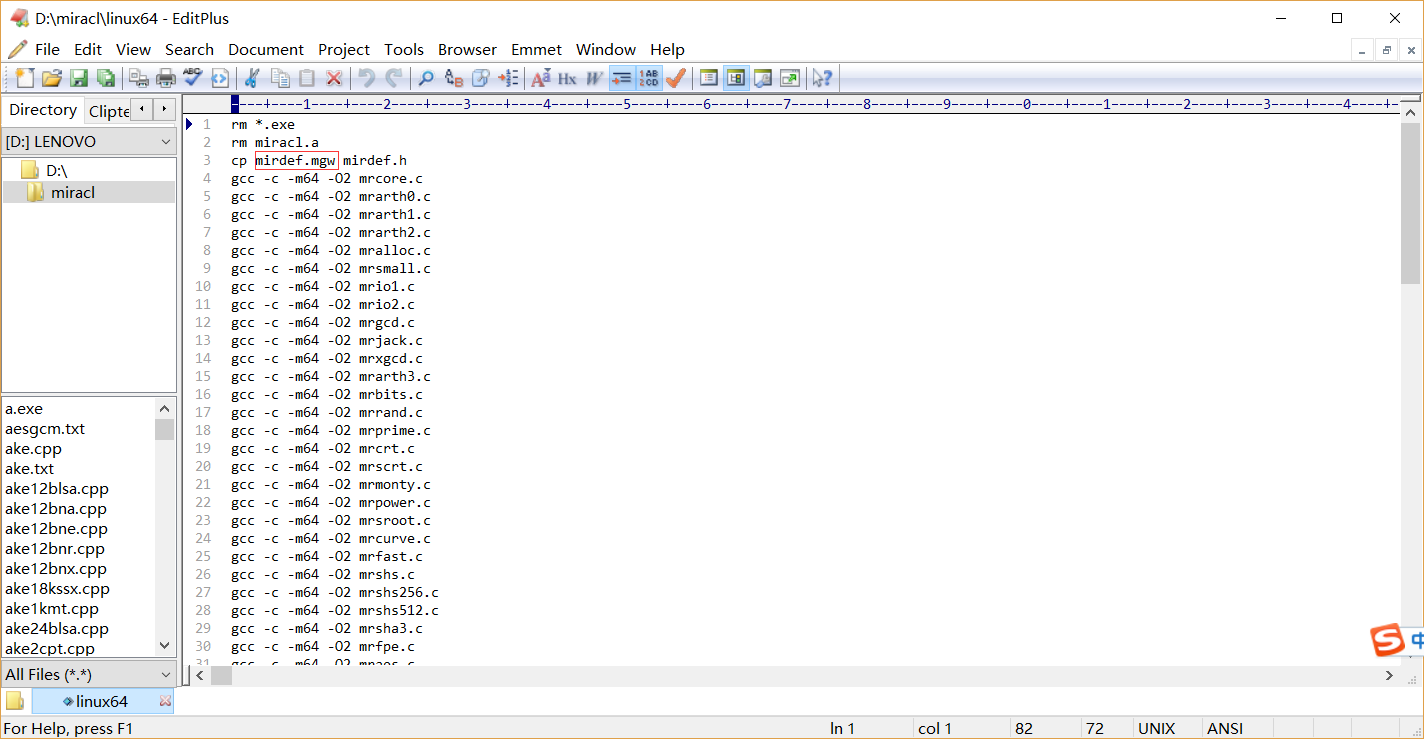 D:\miracl\linux64 - EditPlus
File Edit View Search Document Project Tools Browser Emmet Window Help
Directory Clipte
----+----1----+----2----+----3----+----4----+----5----+----6----+----7----+----8----+----9----+----0----+----1----+----2----+----3----+----4----+-
[D:] LENOVO
D:\
miracl
1 rm *.exe
2 rm miracl.a
3 cp mirdef.mgw mirdef.h
4 gcc -c -m64 -O2 mrcore.c
5 gcc -c -m64 -O2 mrarth0.c
6 gcc -c -m64 -O2 mrarth1.c
7 gcc -c -m64 -O2 mrarth2.c
8 gcc -c -m64 -O2 mralloc.c
9 gcc -c -m64 -O2 mrsmall.c
10 gcc -c -m64 -O2 mrio1.c
11 gcc -c -m64 -O2 mrio2.c
12 gcc -c -m64 -O2 mrgcd.c
13 gcc -c -m64 -O2 mrjack.c
14 gcc -c -m64 -O2 mrxgcd.c
15 gcc -c -m64 -O2 mrarth3.c
16 gcc -c -m64 -O2 mrbits.c
17 gcc -c -m64 -O2 mrrand.c
18 gcc -c -m64 -O2 mrprime.c
19 gcc -c -m64 -O2 mrcrt.c
20 gcc -c -m64 -O2 mrscrt.c
21 gcc -c -m64 -O2 mrmonty.c
22 gcc -c -m64 -O2 mrpower.c
23 gcc -c -m64 -O2 mrsroot.c
24 gcc -c -m64 -O2 mrcurve.c
25 gcc -c -m64 -O2 mrfast.c
26 gcc -c -m64 -O2 mrshs.c
27 gcc -c -m64 -O2 mrshs256.c
28 gcc -c -m64 -O2 mrshs512.c
29 gcc -c -m64 -O2 mrsha3.c
30 gcc -c -m64 -O2 mrfpe.c
31 gcc -c -m64 -O2 mraes.c
a.exe
aesgcm.txt
ake.cpp
ake.txt
ake12blsa.cpp
ake12bna.cpp
ake12bne.cpp
ake12bnr.cpp
ake12bnx.cpp
ake18kssx.cpp
ake1kmt.cpp
ake24blsa.cpp
ake2cpt.cpp
All Files (*.*)
linux64
For Help, press F1 ln 1 col 1 82 72 UNIX ANSI